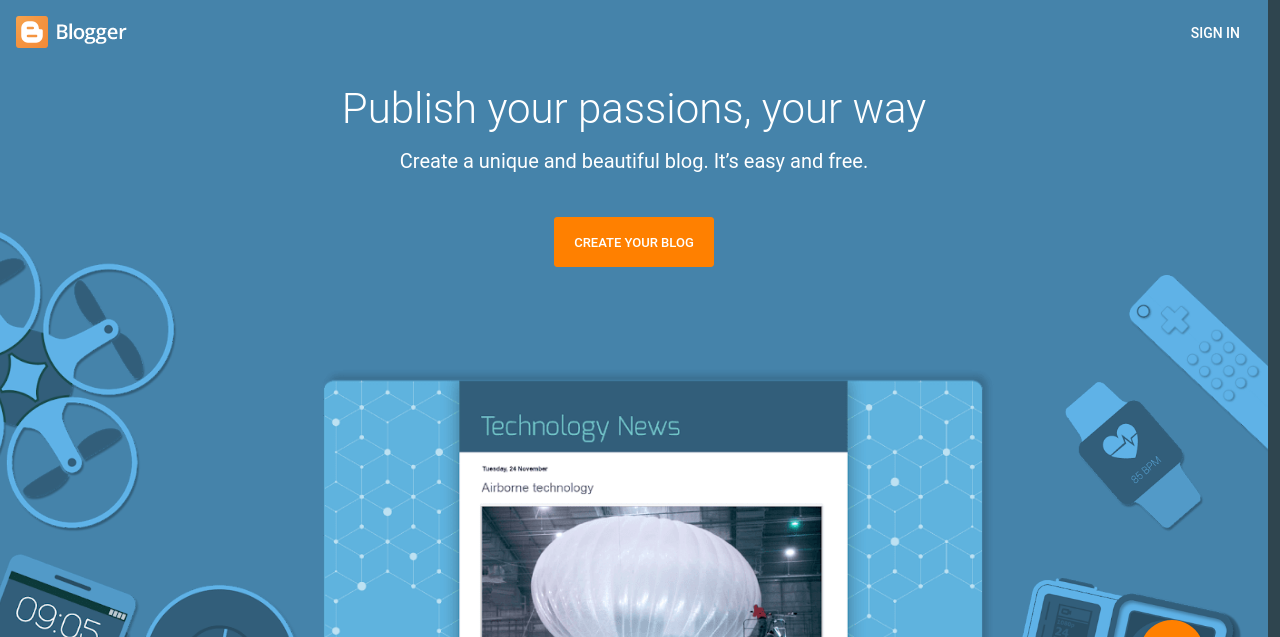 Blogger
SIGN IN
Publish your passions, your way
Create a unique and beautiful blog. It’s easy and free.
CREATE YOUR BLOG
Technology News
Tuesday, 24 November
Airborne technology
85 BPM
09:05